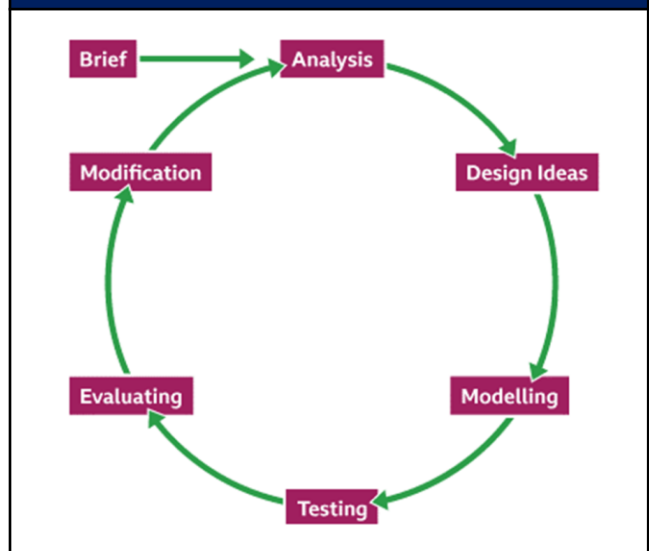 Brief
Analysis
Design Ideas
Modelling
Testing
Evaluating
Modification